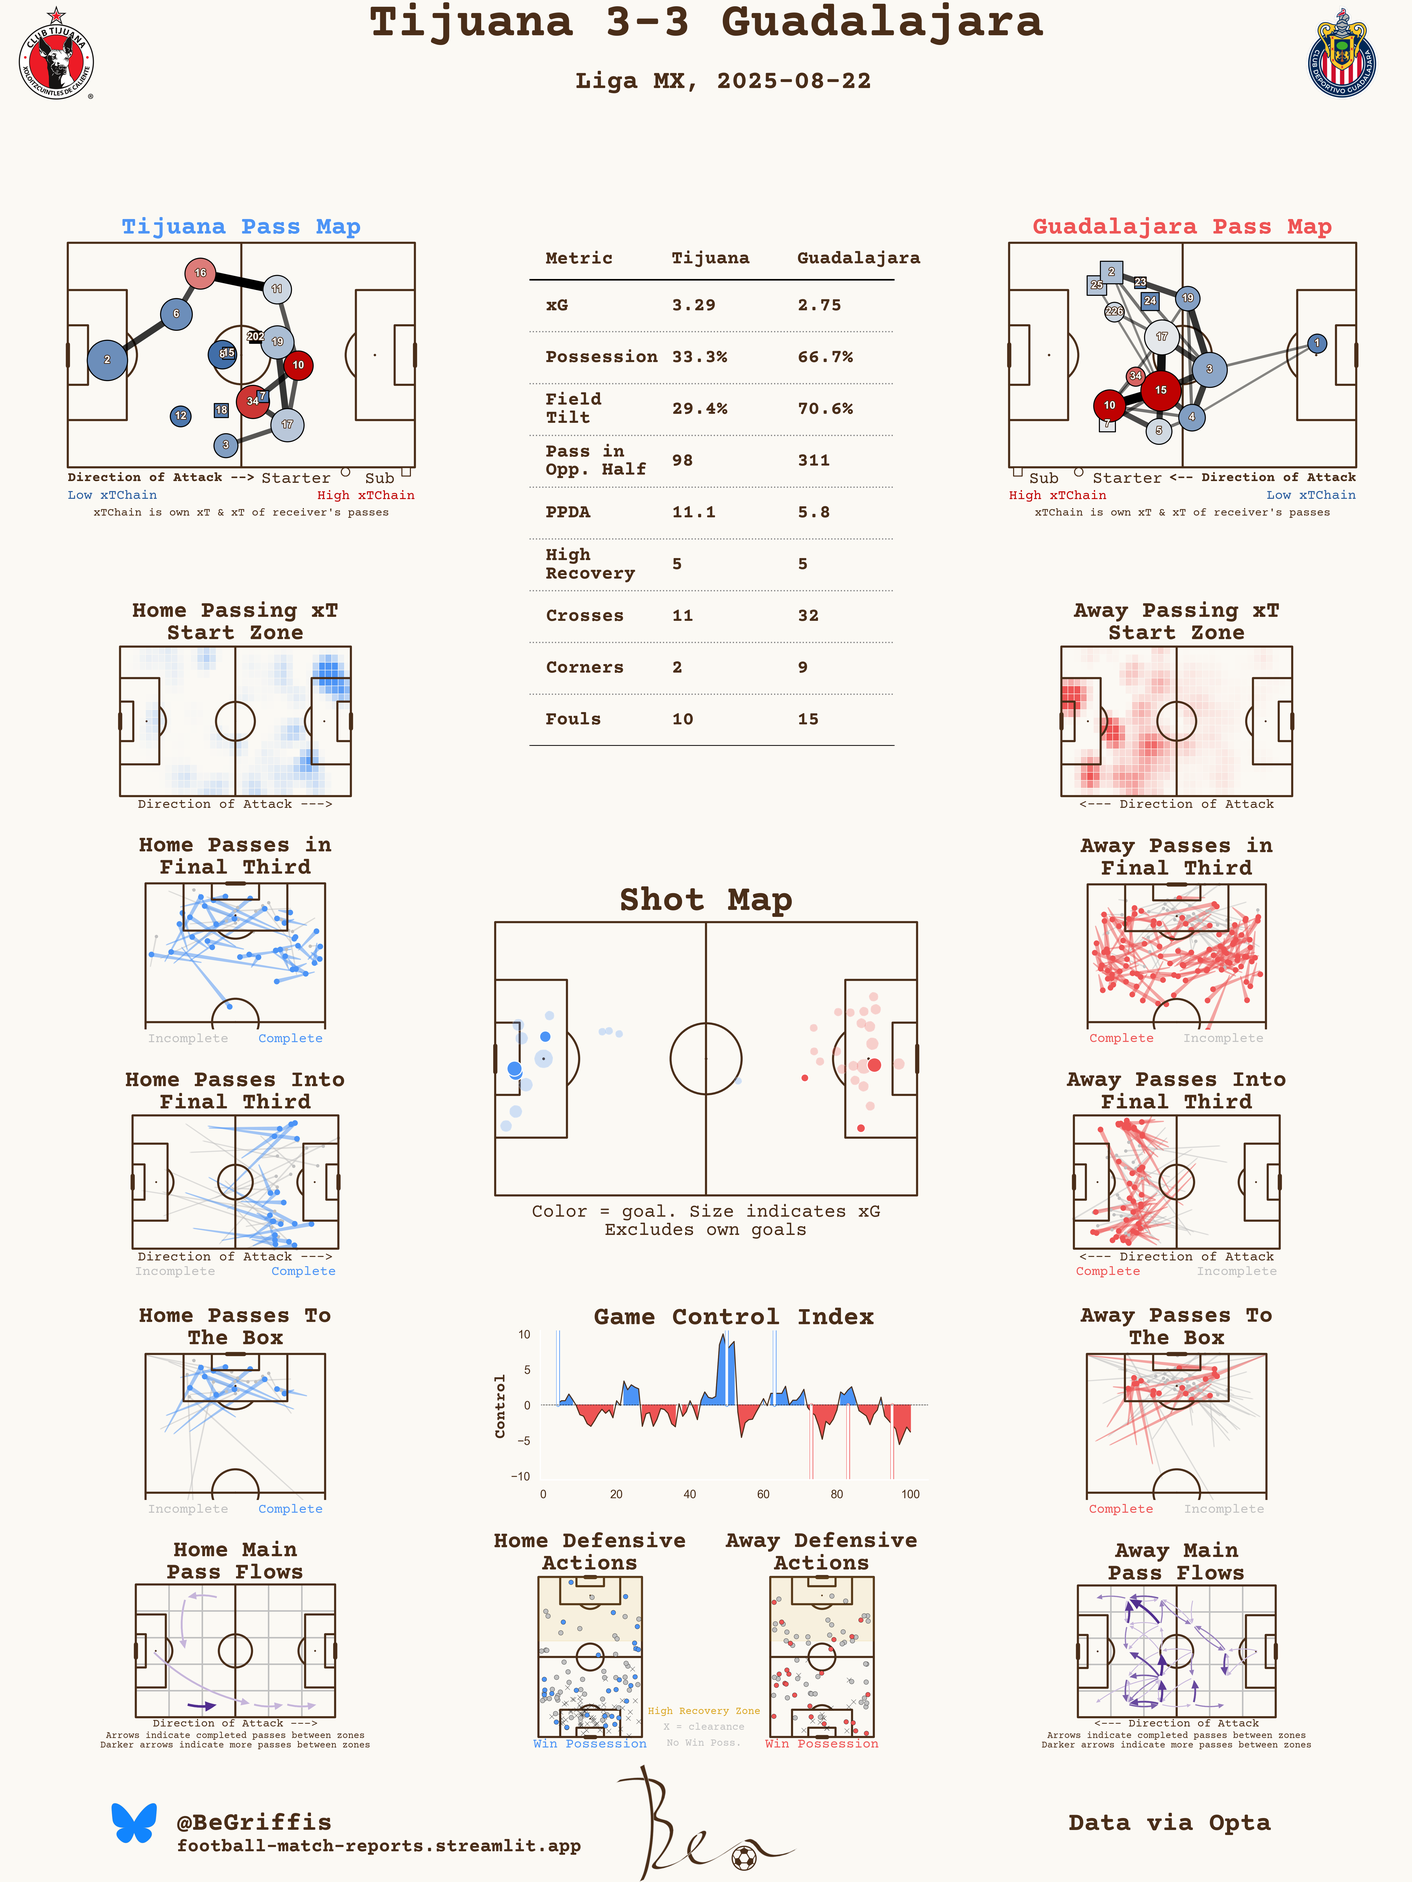 Tijuana 3-3 Guadalajara
Liga MX, 2025-08-22
CLUB TIJUANA
XOLOITZCUINTLES DE CALIENTE
®
CLUB DEPORTIVO GUADALAJARA
Tijuana Pass Map
16
11
6
2
8
15
202
19
10
34
7
18
12
17
3
Direction of Attack --> Starter Sub
Low xTChain High xTChain
xTChain is own xT & xT of receiver's passes
Metric Tijuana Guadalajara
xG 3.29 2.75
Possession 33.3% 66.7%
Field
Tilt 29.4% 70.6%
Pass in
Opp. Half 98 311
PPDA 11.1 5.8
High
Recovery 5 5
Crosses 11 32
Corners 2 9
Fouls 10 15
Guadalajara Pass Map
2
25
23
24
19
226
17
1
3
34
15
10
7
5
4
Sub Starter <-- Direction of Attack
High xTChain Low xTChain
xTChain is own xT & xT of receiver's passes
Home Passing xT
Start Zone
Direction of Attack --->
Away Passing xT
Start Zone
<--- Direction of Attack
Home Passes in
Final Third
Incomplete Complete
Shot Map
Color = goal. Size indicates xG
Excludes own goals
Away Passes in
Final Third
Complete Incomplete
Home Passes Into
Final Third
Direction of Attack --->
Incomplete Complete
Away Passes Into
Final Third
<--- Direction of Attack
Complete Incomplete
Home Passes To
The Box
Incomplete Complete
Game Control Index
Control
10
5
0
−5
−10
0 20 40 60 80 100
Away Passes To
The Box
Complete Incomplete
Home Main
Pass Flows
Direction of Attack --->
Arrows indicate completed passes between zones
Darker arrows indicate more passes between zones
Home Defensive
Actions
Win Possession
High Recovery Zone
X = clearance
No Win Poss.
Away Defensive
Actions
Win Possession
Away Main
Pass Flows
<--- Direction of Attack
Arrows indicate completed passes between zones
Darker arrows indicate more passes between zones
@BeGriffis
football-match-reports.streamlit.app
Ben
Data via Opta